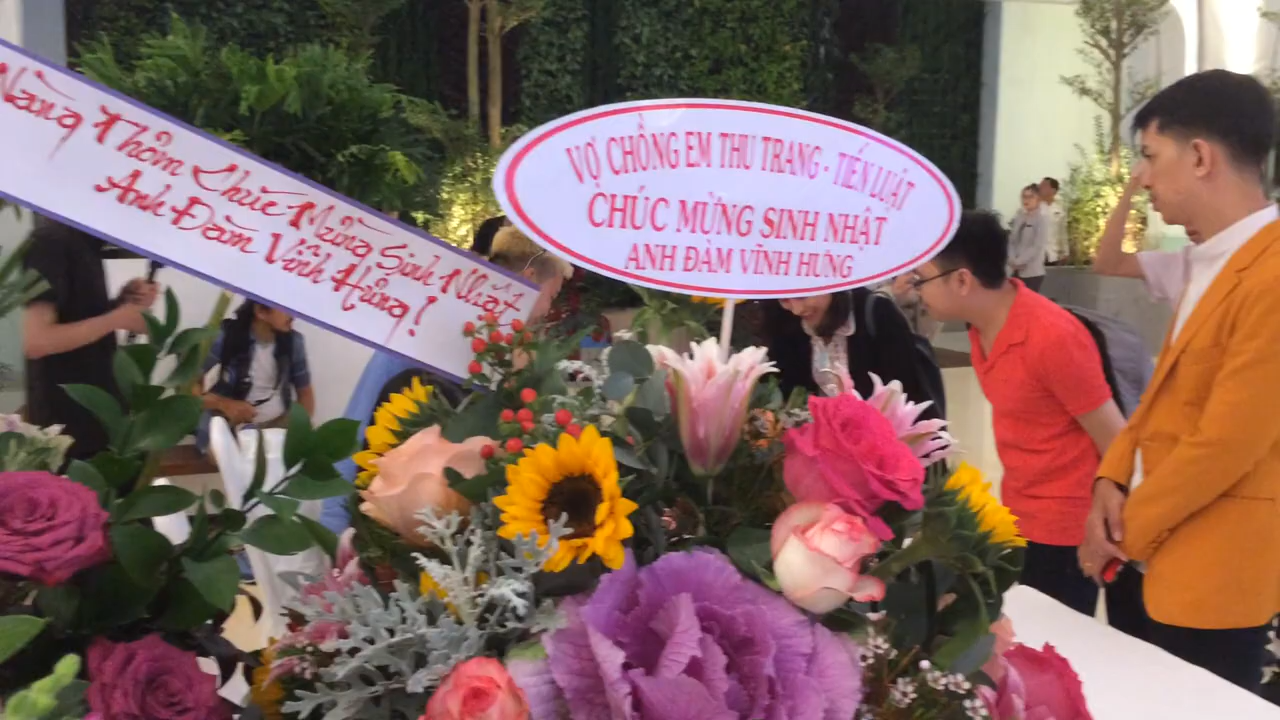 Nàng Thơm Chúc Mừng Sinh Nhật
Anh Đàm Vĩnh Hưng!
VỢ CHỒNG EM THU TRANG - TIẾN LUẬT
CHÚC MỪNG SINH NHẬT
ANH ĐÀM VĨNH HƯNG